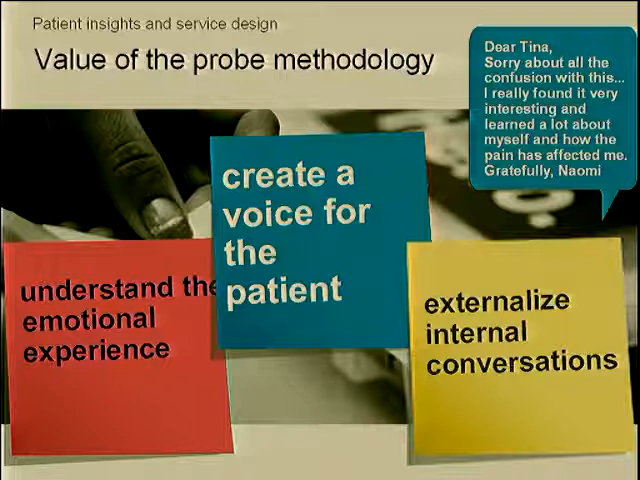 Patient insights and service design
Value of the probe methodology
Dear Tina,
Sorry about all the
confusion with this...
I really found it very
interesting and
learned a lot about
myself and how the
pain has affected me.
Gratefully, Naomi
create a
voice for
the
patient
understand the
emotional
experience
externalize
internal
conversations